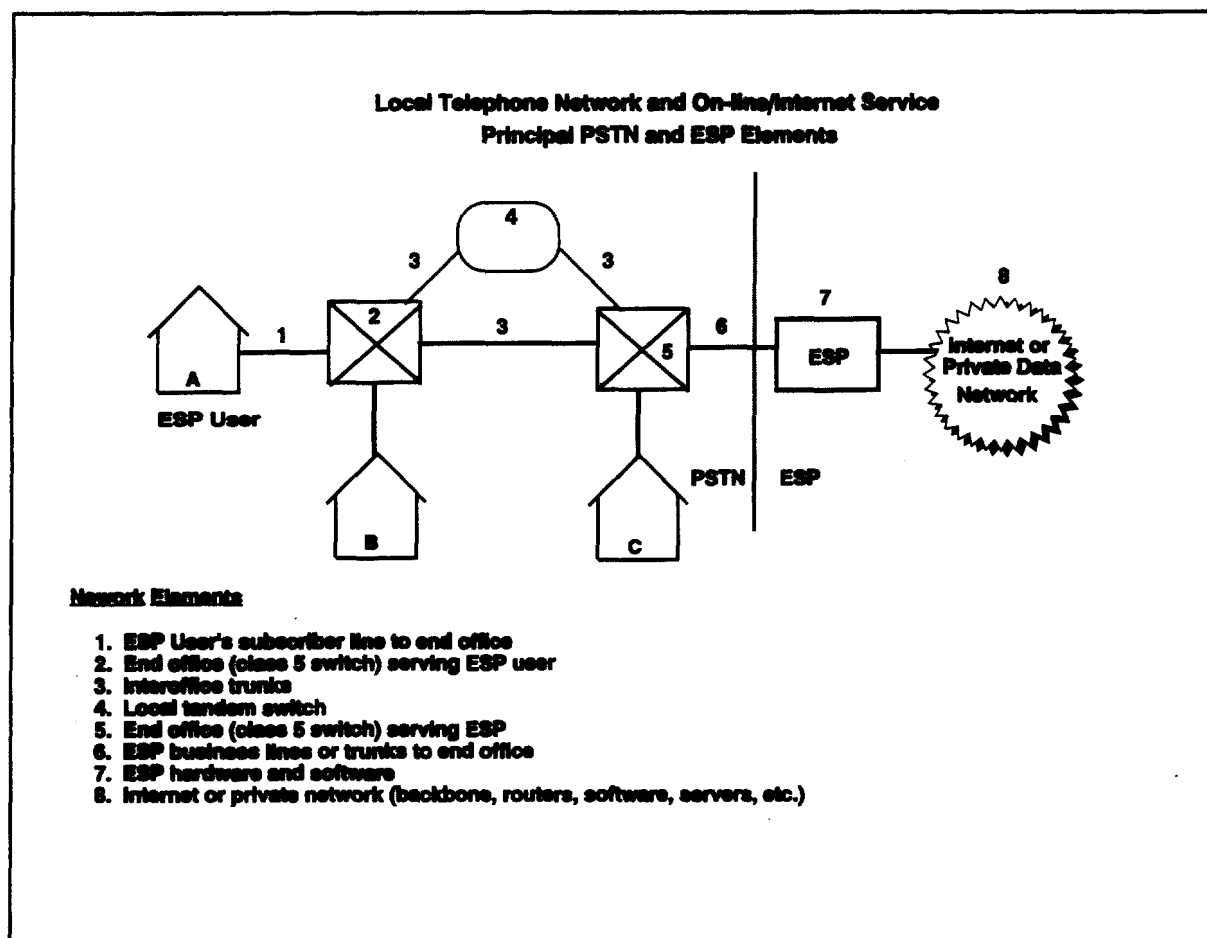 Local Telephone Network and On-line/Internet Service
Principal PSTN and ESP Elements
4
3
3
8
7
2
3
6
1
5
ESP
Internet or
Private Data
Network
A
ESP User
PSTN
ESP
B
C
Nework Elements
1. ESP User's subscriber line to end office
2. End office (class 5 switch) serving ESP user
3. Interoffice trunks
4. Local tandem switch
5. End office (class 5 switch) serving ESP
6. ESP business lines or trunks to end office
7. ESP hardware and software
8. Internet or private network (backbone, routers, software, servers, etc.)